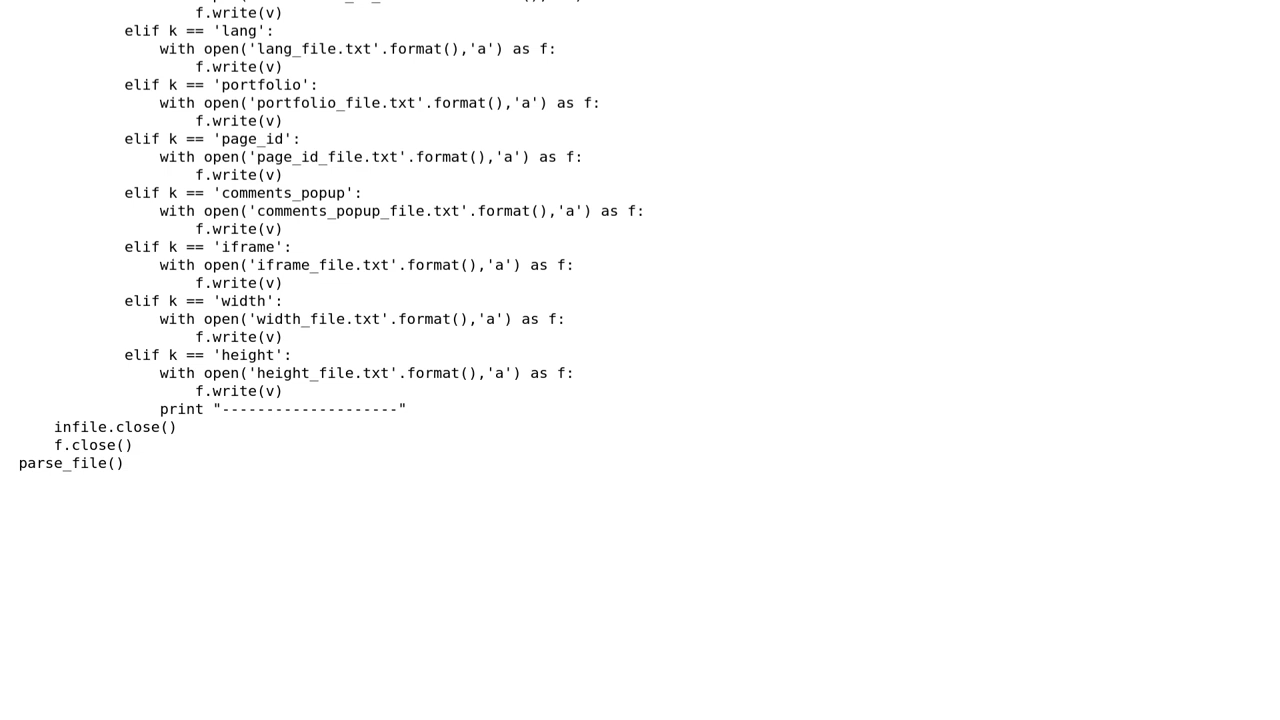 f.write(v)
            elif k == 'lang':
                with open('lang_file.txt'.format(),'a') as f:
                    f.write(v)
            elif k == 'portfolio':
                with open('portfolio_file.txt'.format(),'a') as f:
                    f.write(v)
            elif k == 'page_id':
                with open('page_id_file.txt'.format(),'a') as f:
                    f.write(v)
            elif k == 'comments_popup':
                with open('comments_popup_file.txt'.format(),'a') as f:
                    f.write(v)
            elif k == 'iframe':
                with open('iframe_file.txt'.format(),'a') as f:
                    f.write(v)
            elif k == 'width':
                with open('width_file.txt'.format(),'a') as f:
                    f.write(v)
            elif k == 'height':
                with open('height_file.txt'.format(),'a') as f:
                    f.write(v)
                print "--------------------"
    infile.close()
    f.close()
parse_file()